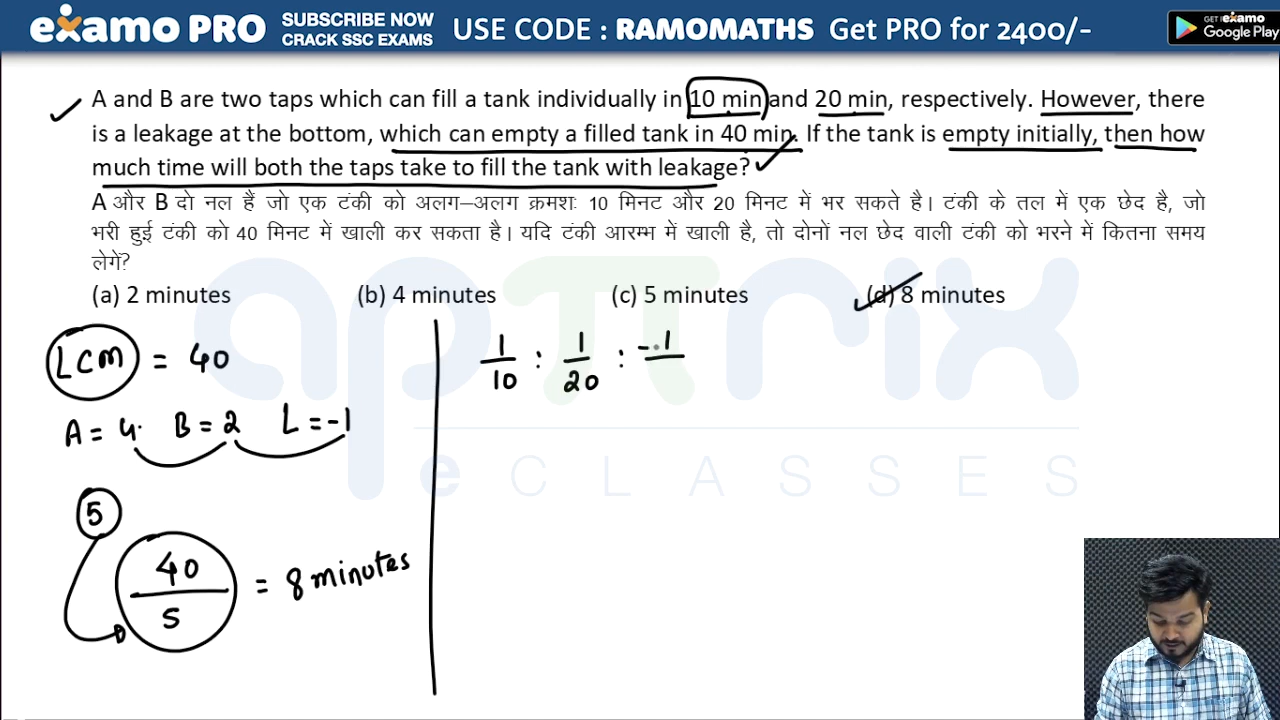 examo PRO
SUBSCRIBE NOW
CRACK SSC EXAMS
USE CODE : RAMOMATHS Get PRO for 2400/-
examo
Google Play
A and B are two taps which can fill a tank individually in 10 min and 20 min, respectively. However, there
is a leakage at the bottom, which can empty a filled tank in 40 min. If the tank is empty initially, then how
much time will both the taps take to fill the tank with leakage?
A और B दो नल हैं जो एक टंकी को अलग–अलग क्रमशः 10 मिनट और 20 मिनट में भर सकते है। टंकी के तल में एक छेद है, जो
भरी हुई टंकी को 40 मिनट में खाली कर सकता है। यदि टंकी आरम्भ में खाली है, तो दोनों नल छेद वाली टंकी को भरने में कितना समय
लेगें?
(a) 2 minutes (b) 4 minutes (c) 5 minutes (d) 8 minutes
LCM = 40
A = 4 B = 2 L = -1
5
40
5
= 8 minutes
1 1 -1
10 : 20 :
aptrix
e CLASSES